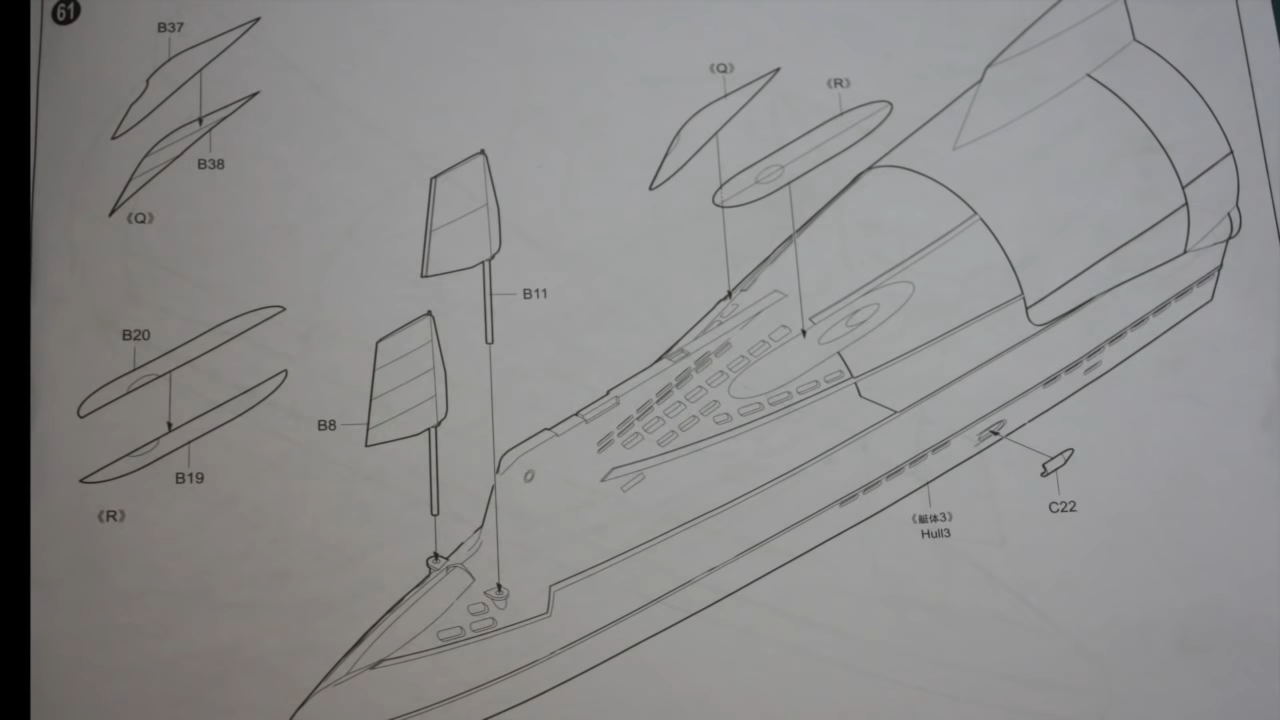 61
B37
B38
《Q》
B20
B19
《R》
B11
B8
《Q》
《R》
C22
《艇体3》
Hull3